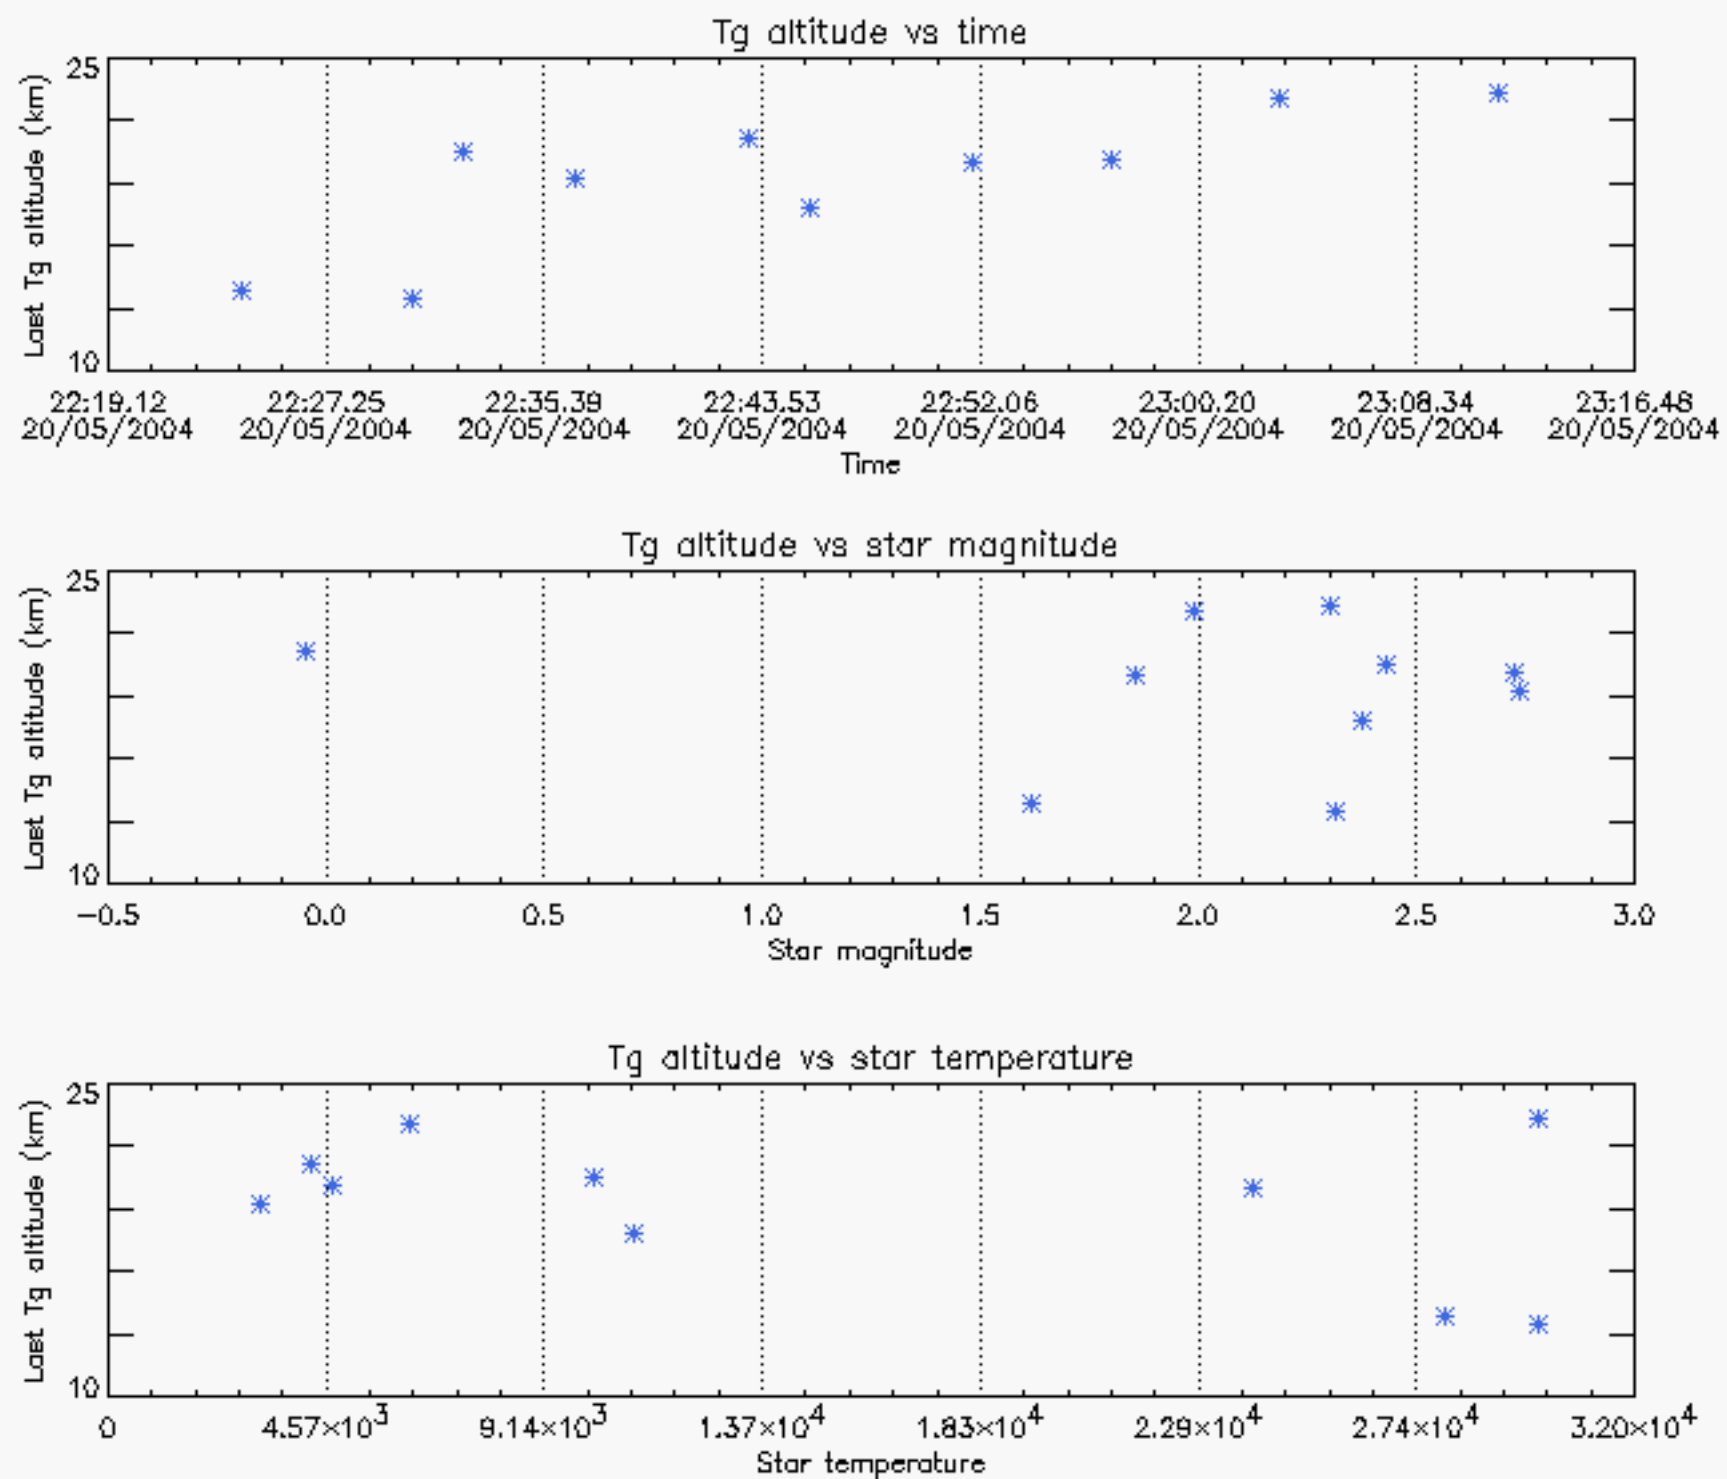 Tg altitude vs time
25
Last Tg altitude (km)
10
22:19.12 22:27.25 22:35.39 22:43.53 22:52.06 23:00.20 23:08.34 23:16.48
20/05/2004 20/05/2004 20/05/2004 20/05/2004 20/05/2004 20/05/2004 20/05/2004 20/05/2004
Time
Tg altitude vs star magnitude
25
Last Tg altitude (km)
10
−0.5 0.0 0.5 1.0 1.5 2.0 2.5 3.0
Star magnitude
Tg altitude vs star temperature
25
Last Tg altitude (km)
10
0 4.57×10³ 9.14×10³ 1.37×10⁴ 1.83×10⁴ 2.29×10⁴ 2.74×10⁴ 3.20×10⁴
Star temperature